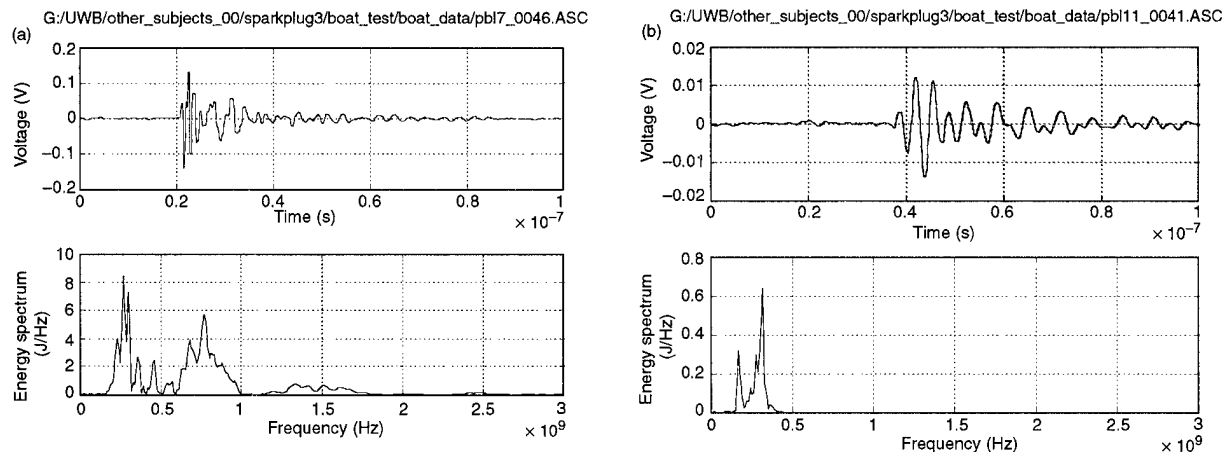 G:/UWB/other_subjects_00/sparkplug3/boat_test/boat_data/pbl7_0046.ASC
(a)
Voltage (V)
0.2
0.1
0
−0.1
−0.2
0 0.2 0.4 0.6 0.8 1
Time (s)
× 10⁻⁷
Energy spectrum
(J/Hz)
10
8
6
4
2
0
0 0.5 1 1.5 2 2.5 3
Frequency (Hz)
× 10⁹
G:/UWB/other_subjects_00/sparkplug3/boat_test/boat_data/pbl11_0041.ASC
(b)
Voltage (V)
0.02
0.01
0
−0.01
−0.02
0 0.2 0.4 0.6 0.8 1
Time (s)
× 10⁻⁷
Energy spectrum
(J/Hz)
0.8
0.6
0.4
0.2
0
0 0.5 1 1.5 2 2.5 3
Frequency (Hz)
× 10⁹